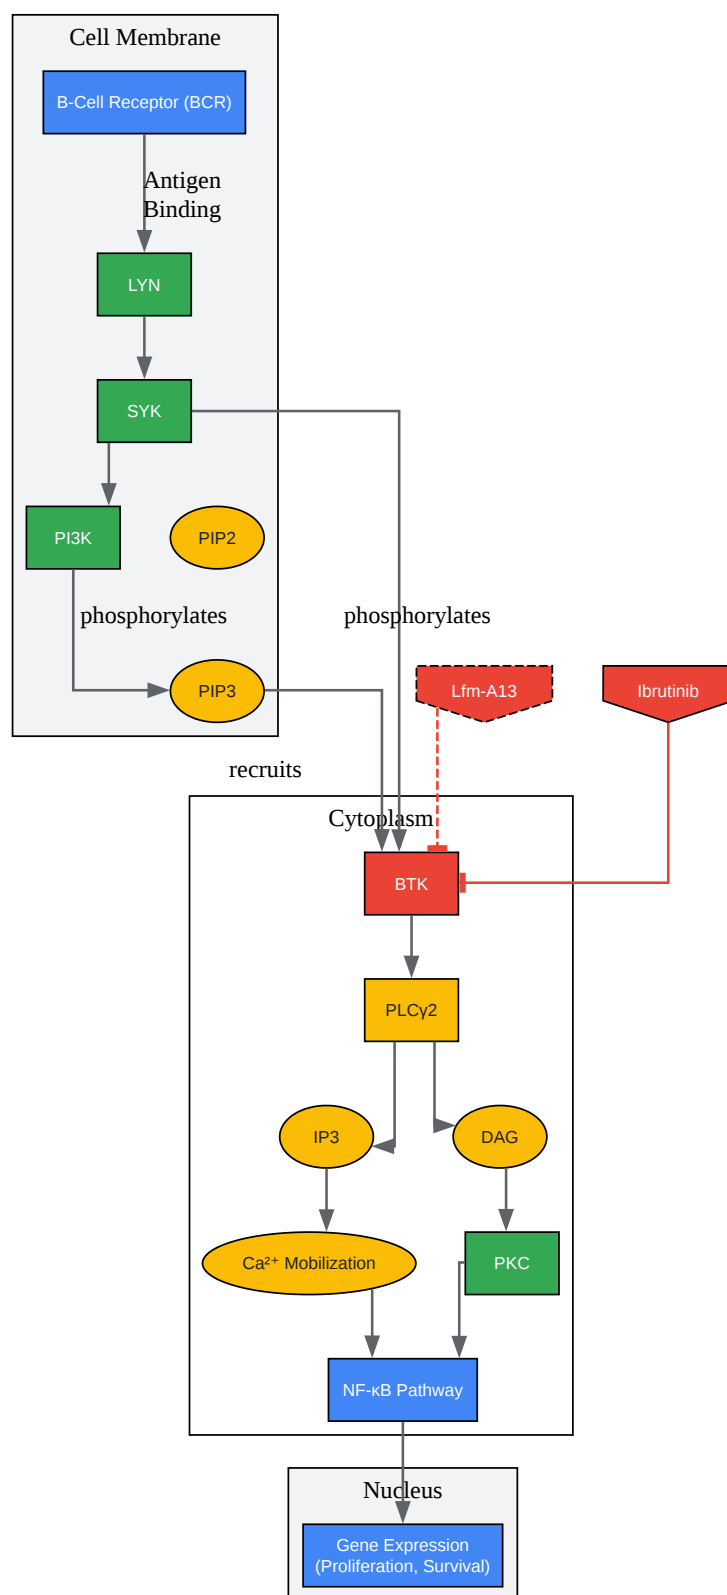 Cell Membrane
B-Cell Receptor (BCR)
Antigen
Binding
LYN
SYK
PI3K
PIP2
phosphorylates
phosphorylates
PIP3
Lfm-A13
Ibrutinib
recruits
Cytoplasm
BTK
PLCγ2
IP3
DAG
Ca²⁺ Mobilization
PKC
NF-κB Pathway
Nucleus
Gene Expression
(Proliferation, Survival)